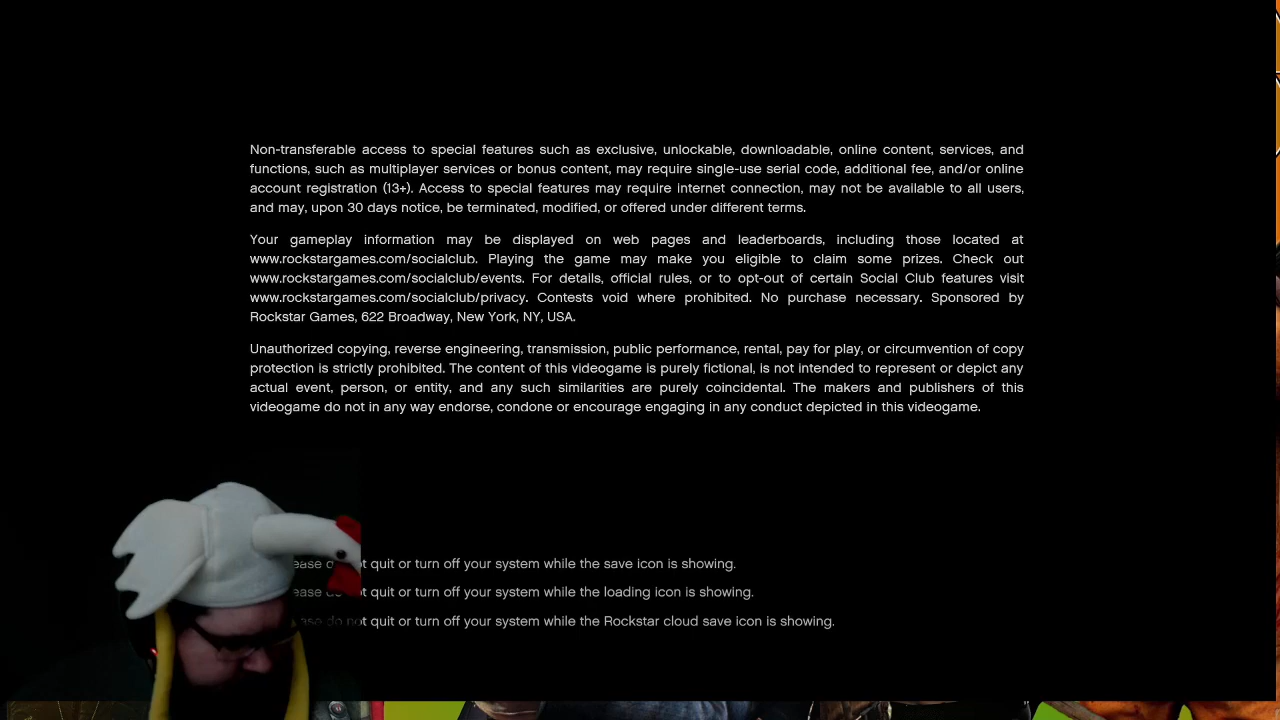 Non-transferable access to special features such as exclusive, unlockable, downloadable, online content, services, and
functions, such as multiplayer services or bonus content, may require single-use serial code, additional fee, and/or online
account registration (13+). Access to special features may require internet connection, may not be available to all users,
and may, upon 30 days notice, be terminated, modified, or offered under different terms.
Your gameplay information may be displayed on web pages and leaderboards, including those located at
www.rockstargames.com/socialclub. Playing the game may make you eligible to claim some prizes. Check out
www.rockstargames.com/socialclub/events. For details, official rules, or to opt-out of certain Social Club features visit
www.rockstargames.com/socialclub/privacy. Contests void where prohibited. No purchase necessary. Sponsored by
Rockstar Games, 622 Broadway, New York, NY, USA.
Unauthorized copying, reverse engineering, transmission, public performance, rental, pay for play, or circumvention of copy
protection is strictly prohibited. The content of this videogame is purely fictional, is not intended to represent or depict any
actual event, person, or entity, and any such similarities are purely coincidental. The makers and publishers of this
videogame do not in any way endorse, condone or encourage engaging in any conduct depicted in this videogame.
quit or turn off your system while the save icon is showing.
quit or turn off your system while the loading icon is showing.
do not quit or turn off your system while the Rockstar cloud save icon is showing.